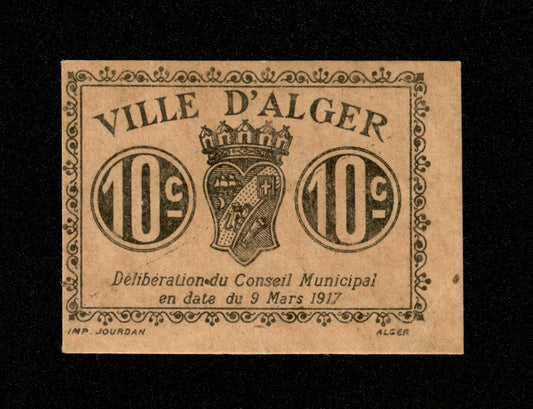 VILLE D'ALGER
10c 10c
Délibération du Conseil Municipal
en date du 9 Mars 1917
IMP. JOURDAN ALGER